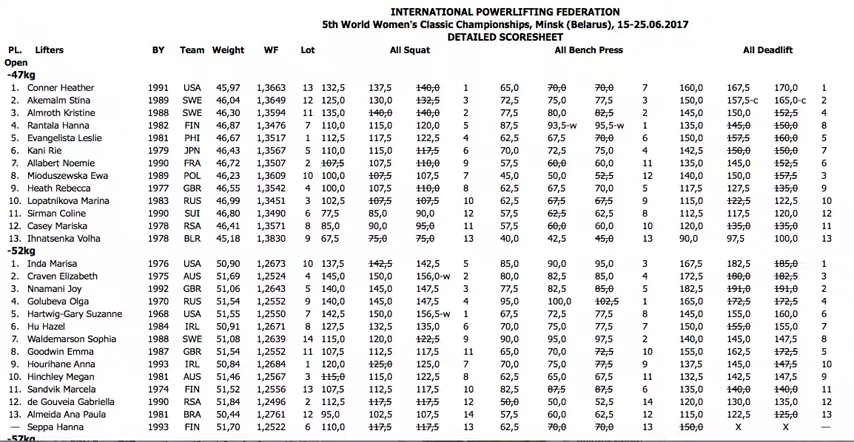 INTERNATIONAL POWERLIFTING FEDERATION
5th World Women's Classic Championships, Minsk (Belarus), 15-25.06.2017
DETAILED SCORESHEET
PL. Lifters BY Team Weight WF Lot All Squat All Bench Press All Deadlift
Open
-47kg
1. Conner Heather 1991 USA 45,97 1,3663 13 132,5 137,5 140,0 1 65,0 70,0 70,0 7 160,0 167,5 170,0 1
2. Akemalm Stina 1989 SWE 46,04 1,3649 12 125,0 130,0 132,5 3 72,5 75,0 77,5 3 150,0 157,5-c 165,0-c 2
3. Almroth Kristine 1988 SWE 46,30 1,3594 11 135,0 140,0 140,0 2 77,5 80,0 82,5 2 145,0 150,0 152,5 4
4. Rantala Hanna 1982 FIN 46,87 1,3476 7 110,0 115,0 120,0 5 87,5 93,5-w 95,5-w 1 135,0 145,0 150,0 8
5. Evangelista Leslie 1981 PHI 46,67 1,3517 1 112,5 117,5 122,5 4 62,5 67,5 70,0 6 150,0 157,5 160,0 5
6. Kani Rie 1979 JPN 46,43 1,3567 5 110,0 115,0 117,5 6 70,0 72,5 75,0 4 142,5 150,0 150,0 7
7. Allabert Noemie 1990 FRA 46,72 1,3507 2 107,5 107,5 110,0 9 57,5 60,0 60,0 11 135,0 145,0 152,5 6
8. Mioduszewska Ewa 1989 POL 46,23 1,3609 10 100,0 107,5 107,5 7 45,0 50,0 52,5 12 140,0 150,0 157,5 3
9. Heath Rebecca 1977 GBR 46,55 1,3542 4 100,0 107,5 110,0 8 62,5 67,5 70,0 5 117,5 127,5 135,0 9
10. Lopatnikova Marina 1983 RUS 46,99 1,3451 3 102,5 107,5 107,5 10 62,5 67,5 67,5 9 115,0 122,5 122,5 10
11. Sirman Coline 1990 SUI 46,80 1,3490 6 77,5 85,0 90,0 12 57,5 62,5 62,5 8 112,5 117,5 120,0 12
12. Casey Mariska 1978 RSA 46,41 1,3571 8 85,0 90,0 95,0 11 57,5 60,0 60,0 10 120,0 135,0 135,0 11
13. Ihnatsenka Volha 1978 BLR 45,18 1,3830 9 67,5 75,0 75,0 13 40,0 42,5 45,0 13 90,0 97,5 100,0 13
-52kg
1. Inda Marisa 1976 USA 50,90 1,2673 10 137,5 142,5 142,5 5 85,0 90,0 95,0 3 167,5 182,5 185,0 1
2. Craven Elizabeth 1975 AUS 51,69 1,2524 4 145,0 150,0 156,0-w 2 80,0 82,5 85,0 4 172,5 180,0 182,5 3
3. Nnamani Joy 1992 GBR 51,06 1,2643 5 140,0 145,0 147,5 3 77,5 82,5 85,0 5 182,5 191,0 191,0 2
4. Golubeva Olga 1970 RUS 51,54 1,2552 9 140,0 145,0 147,5 4 95,0 100,0 102,5 1 165,0 172,5 172,5 4
5. Hartwig-Gary Suzanne 1968 USA 51,55 1,2550 7 142,5 150,0 156,5-w 1 67,5 72,5 77,5 8 145,0 155,0 160,0 6
6. Hu Hazel 1984 IRL 50,91 1,2671 8 127,5 132,5 135,0 6 70,0 75,0 77,5 7 150,0 155,0 155,0 7
7. Waldemarson Sophia 1988 SWE 51,08 1,2639 14 115,0 120,0 122,5 7 90,0 95,0 97,5 2 140,0 145,0 147,5 8
8. Goodwin Emma 1987 GBR 51,54 1,2552 11 107,5 112,5 117,5 11 65,0 70,0 72,5 10 155,0 162,5 172,5 5
9. Hourihane Anna 1993 IRL 50,84 1,2684 1 120,0 125,0 125,0 9 70,0 75,0 77,5 9 137,5 145,0 147,5 10
10. Hinchley Megan 1981 AUS 51,46 1,2567 3 115,0 115,0 122,5 8 62,5 65,0 67,5 11 132,5 142,5 147,5 9
11. Sandvik Marcela 1974 FIN 51,52 1,2556 13 107,5 112,5 117,5 10 82,5 87,5 87,5 6 135,0 140,0 140,0 11
12. de Gouveia Gabriella 1990 RSA 51,84 1,2496 2 112,5 117,5 117,5 12 50,0 50,0 52,5 14 120,0 130,0 135,0 12
13. Almeida Ana Paula 1981 BRA 50,44 1,2761 12 95,0 102,5 107,5 14 57,5 60,0 62,5 12 115,0 122,5 125,0 13
— Seppa Hanna 1993 FIN 51,70 1,2522 6 110,0 117,5 117,5 13 62,5 70,0 70,0 13 150,0 X X —
-57kg